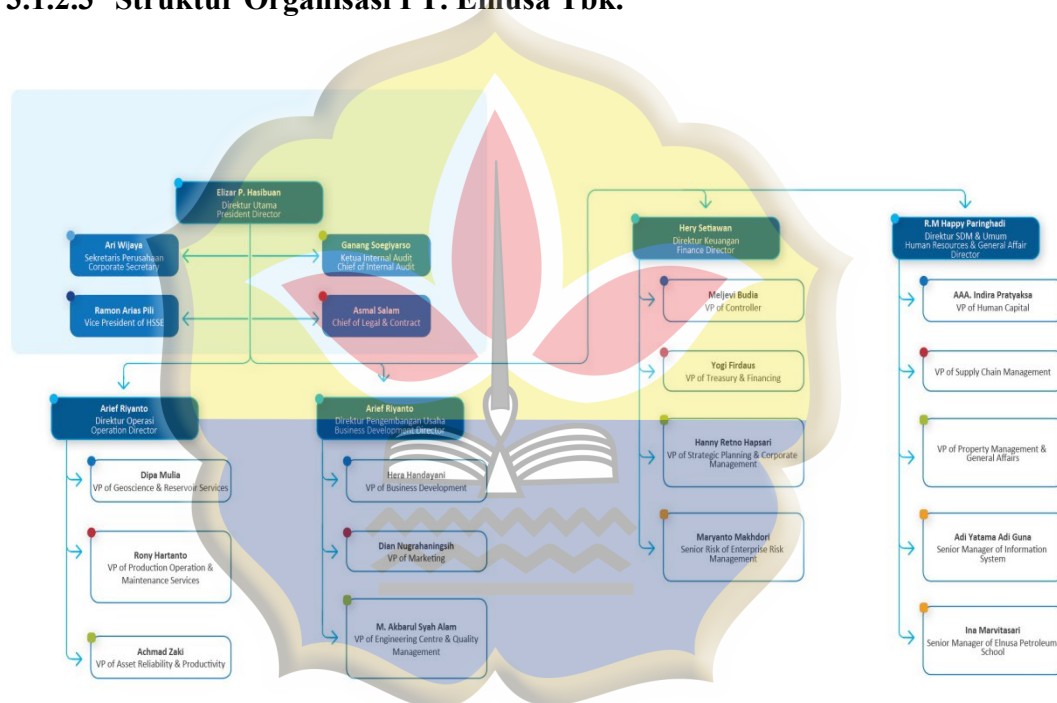 3.1.2.3 Struktur Organisasi PT. Elnusa Tbk.
Elizar P. Hasibuan
Direktur Utama
President Director
Ari Wijaya
Sekretaris Perusahaan
Corporate Secretary
Ganang Soegiyarso
Ketua Internal Audit
Chief of Internal Audit
Ramon Arias Pili
Vice President of HSSE
Asmal Salam
Chief of Legal & Contract
Arief Riyanto
Direktur Operasi
Operation Director
Dipa Mulia
VP of Geoscience & Reservoir Services
Rony Hartanto
VP of Production Operation &
Maintenance Services
Achmad Zaki
VP of Asset Reliability & Productivity
Arief Riyanto
Direktur Pengembangan Usaha
Business Development Director
Hera Handayani
VP of Business Development
Dian Nugrahaningsih
VP of Marketing
M. Akbarul Syah Alam
VP of Engineering Centre & Quality
Management
Hery Setiawan
Direktur Keuangan
Finance Director
Meljevi Budia
VP of Controller
Yogi Firdaus
VP of Treasury & Financing
Hanny Retno Hapsari
VP of Strategic Planning & Corporate
Management
Maryanto Makhdori
Senior Risk of Enterprise Risk
Management
R.M Happy Paringhadi
Direktur SDM & Umum
Human Resources & General Affair
Director
AAA. Indira Pratyaksa
VP of Human Capital
VP of Supply Chain Management
VP of Property Management &
General Affairs
Adi Yatama Adi Guna
Senior Manager of Information
System
Ina Marvitasari
Senior Manager of Elnusa Petroleum
School